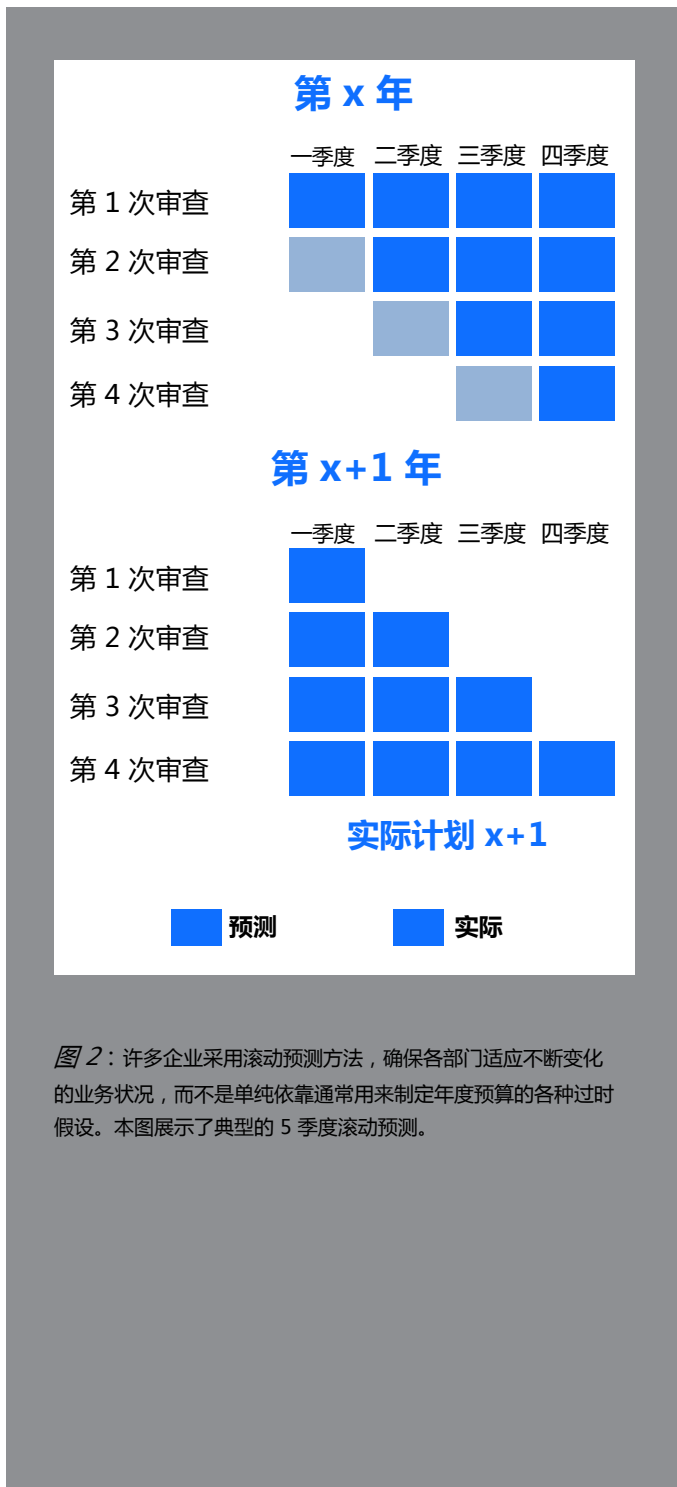 第 x 年
一季度 二季度 三季度 四季度
第 1 次审查
第 2 次审查
第 3 次审查
第 4 次审查
第 x+1 年
一季度 二季度 三季度 四季度
第 1 次审查
第 2 次审查
第 3 次审查
第 4 次审查
实际计划 x+1
预测 实际
图 2：许多企业采用滚动预测方法，确保各部门适应不断变化
的业务状况，而不是单纯依靠通常用来制定年度预算的各种过时
假设。本图展示了典型的 5 季度滚动预测。